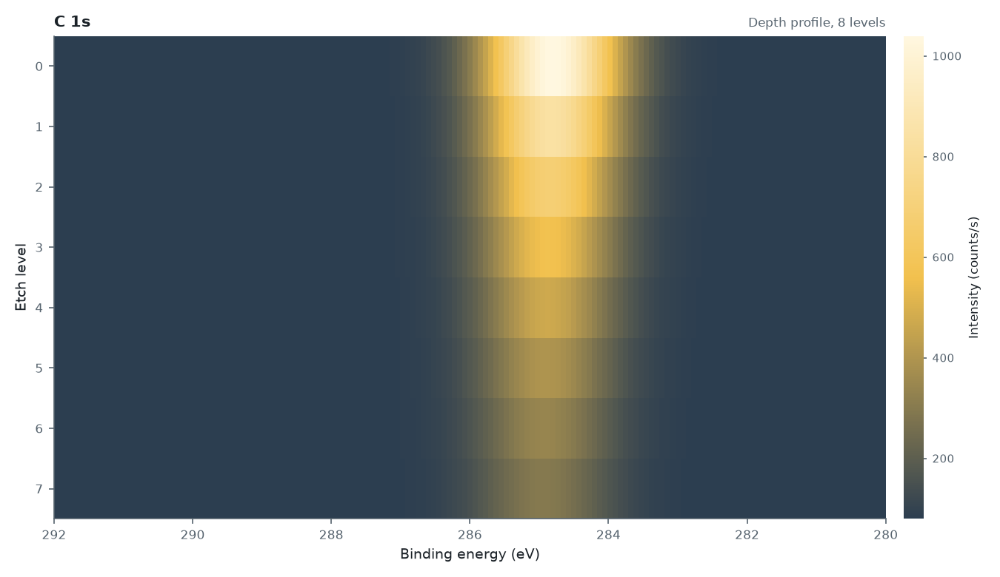 C 1s
Depth profile, 8 levels
Etch level
0
1
2
3
4
5
6
7
292 290 288 286 284 282 280
Binding energy (eV)
1000
800
600
400
200
Intensity (counts/s)